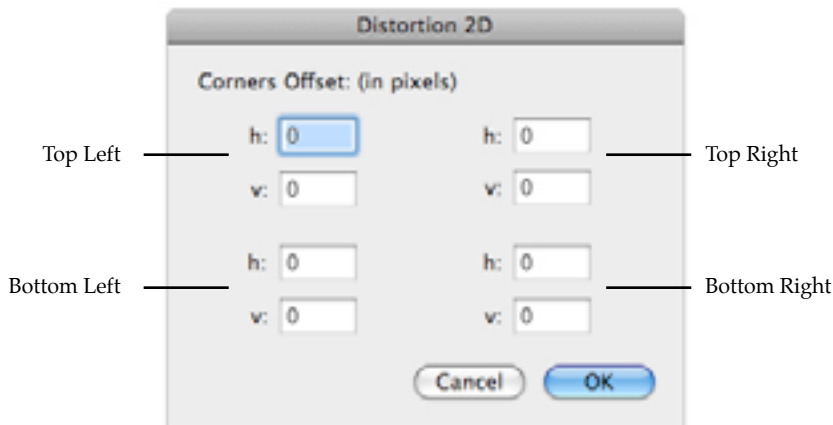 Distortion 2D
Corners Offset: (in pixels)
Top Left
h: 0
h: 0
Top Right
v: 0
v: 0
Bottom Left
h: 0
h: 0
Bottom Right
v: 0
v: 0
Cancel
OK